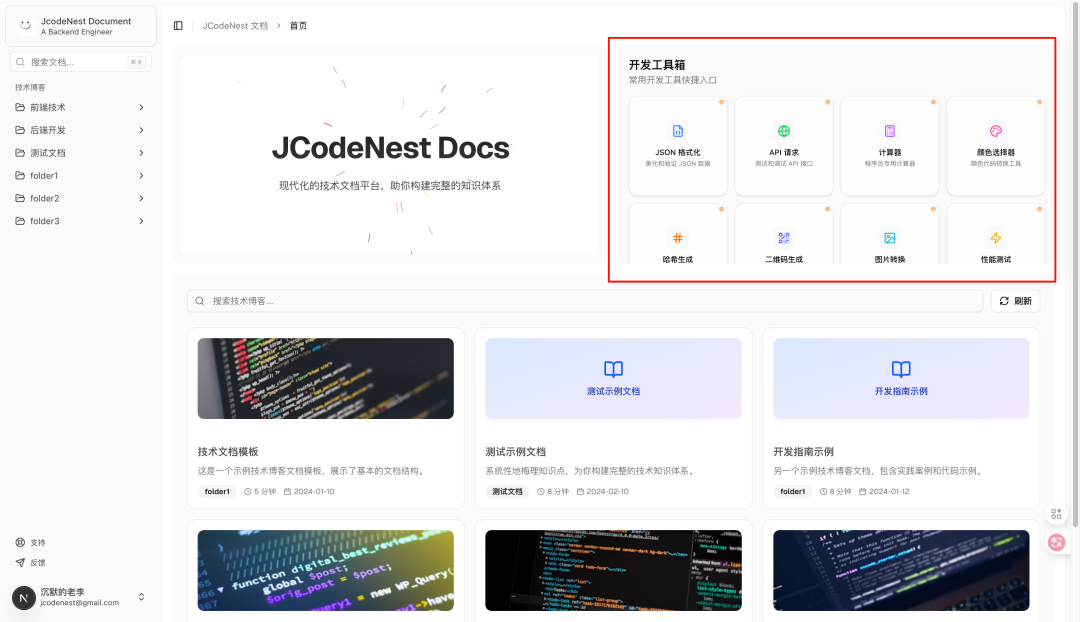 JcodeNest Document
A Backend Engineer
搜索文档...
⌘ K
技术博客
前端技术
后端开发
测试文档
folder1
folder2
folder3
支持
反馈
N
沉默的老李
jcodenest@gmail.com
JCodeNest 文档 > 首页
JCodeNest Docs
现代化的技术文档平台，助你构建完整的知识体系
开发工具箱
常用开发工具快捷入口
JSON 格式化
美化和验证 JSON 数据
API 请求
测试和调试 API 接口
计算器
程序员专用计算器
颜色选择器
颜色代码转换工具
哈希生成
二维码生成
图片转换
性能测试
搜索技术博客...
刷新
测试示例文档
开发指南示例
技术文档模板
这是一个示例技术博客文档模板，展示了基本的文档结构。
folder1 5 分钟 2024-01-10
测试示例文档
系统性地梳理知识点，为你构建完整的技术知识体系。
测试文档 8 分钟 2024-02-10
开发指南示例
另一个示例技术博客文档，包含实践案例和代码示例。
folder1 8 分钟 2024-01-12
function digital_best_reviews_po
global $post;
$orig_post = $post;
= new WP_Query(